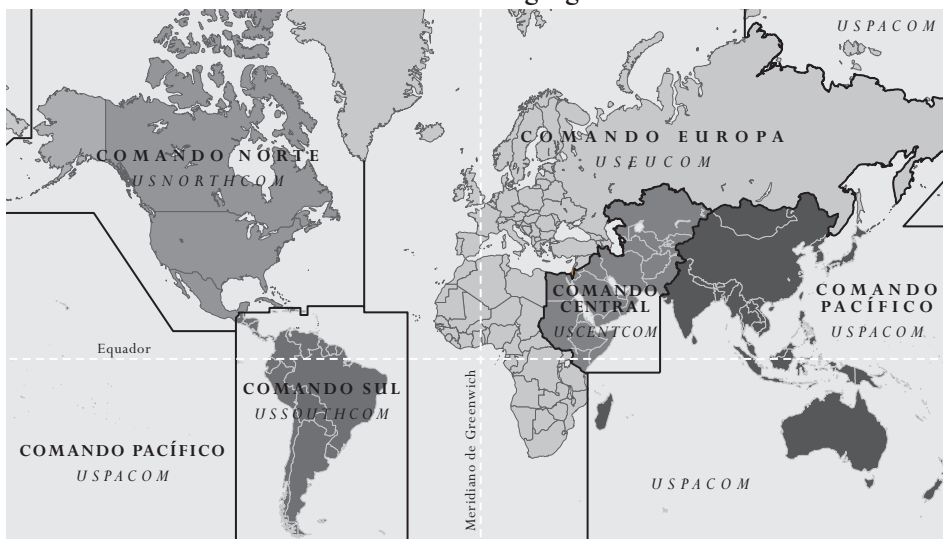 USPACOM
COMANDO EUROPA
USEUCOM
COMANDO NORTE
USNORTHCOM
COMANDO
CENTRAL
USCENTCOM
COMANDO
PACÍFICO
USPACOM
Equador
COMANDO SUL
USSOUTHCOM
Meridiano de Greenwich
COMANDO PACÍFICO
USPACOM
USPACOM